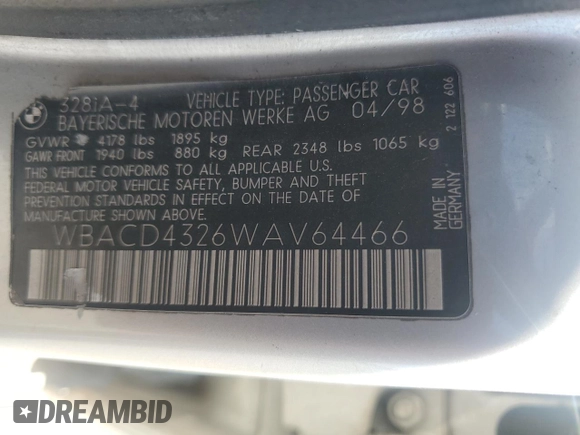 328iA-4 VEHICLE TYPE: PASSENGER CAR
BAYERISCHE MOTOREN WERKE AG 04/98
GVWR 4178 lbs 1895 kg
GAWR FRONT 1940 lbs 880 kg REAR 2348 lbs 1065 kg
THIS VEHICLE CONFORMS TO ALL APPLICABLE U.S.
FEDERAL MOTOR VEHICLE SAFETY, BUMPER AND THEFT
PREVENTION STANDARDS IN EFFECT ON THE DATE OF
MANUFACTURE SHOWN ABOVE.
WBACD4326WAV64466
MADE IN
GERMANY
2 122 606
DREAMBID